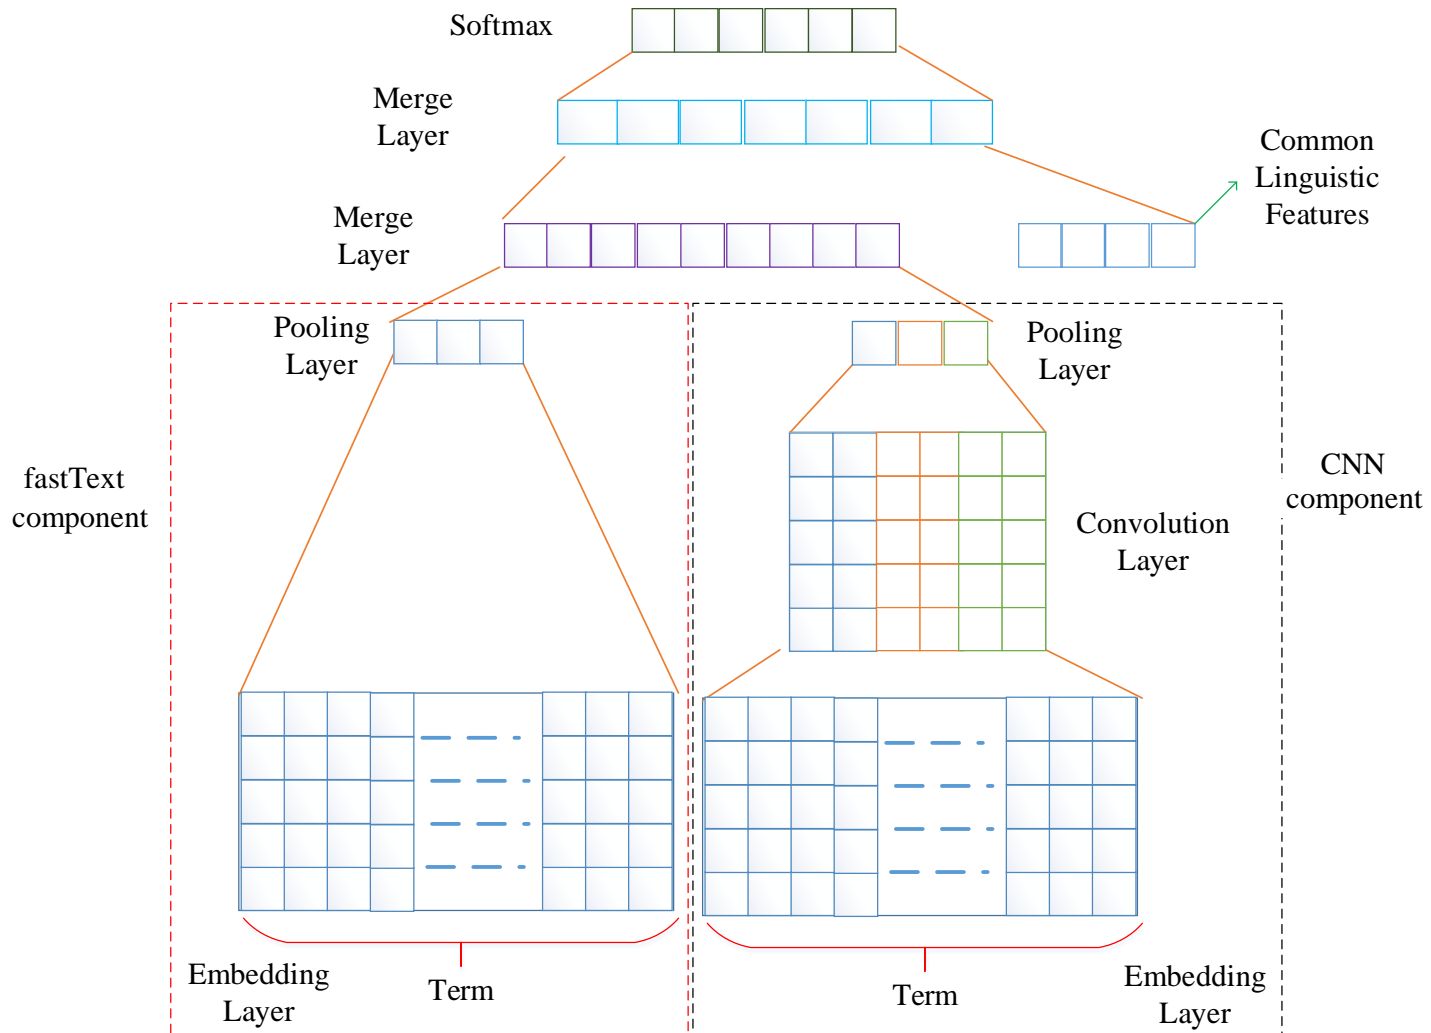 Softmax
Merge
Layer
Common
Linguistic
Features
Merge
Layer
Pooling
Layer
Pooling
Layer
fastText
component
CNN
component
Convolution
Layer
Embedding
Layer
Term
Term
Embedding
Layer